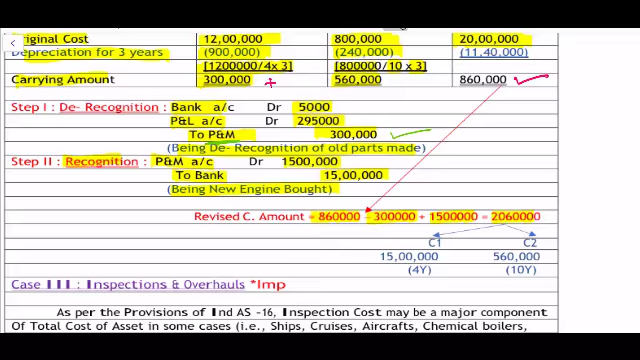 Original Cost 12,00,000 800,000 20,00,000
Depreciation for 3 years (900,000) (240,000) (11,40,000)
[1200000/4x 3] [800000/10 x 3]
Carrying Amount 300,000 + 560,000 860,000
Step I : De- Recognition : Bank a/c Dr 5000
P&L a/c Dr 295000
To P&M 300,000
(Being De- Recognition of old parts made)
Step II : Recognition : P&M a/c Dr 1500,000
To Bank 15,00,000
(Being New Engine Bought)
Revised C. Amount = 860000 - 300000 + 1500000 = 2060000
C1 C2
15,00,000 560,000
(4Y) (10Y)
Case III : Inspections & Overhauls *Imp
As per the Provisions of Ind AS -16, Inspection Cost may be a major component
Of Total Cost of Asset in some cases (i.e., Ships, Cruises, Aircrafts, Chemical boilers,